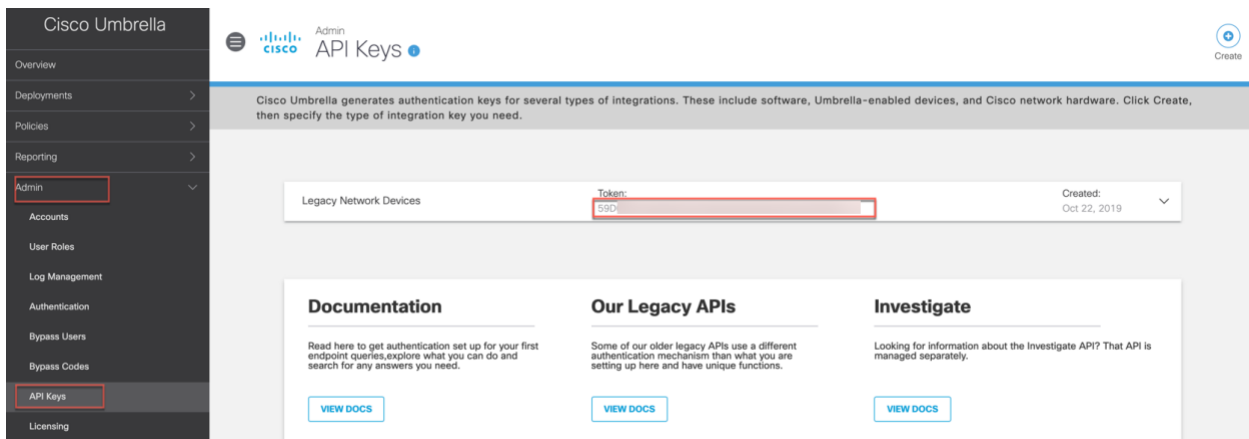 Cisco Umbrella
Overview
Deployments
Policies
Reporting
Admin
Accounts
User Roles
Log Management
Authentication
Bypass Users
Bypass Codes
API Keys
Licensing
cisco
Admin
API Keys
Create
Cisco Umbrella generates authentication keys for several types of integrations. These include software, Umbrella-enabled devices, and Cisco network hardware. Click Create,
then specify the type of integration key you need.
Legacy Network Devices
Token:
59D
Created:
Oct 22, 2019
Documentation
Read here to get authentication set up for your first
endpoint queries,explore what you can do and
search for any answers you need.
VIEW DOCS
Our Legacy APIs
Some of our older legacy APIs use a different
authentication mechanism than what you are
setting up here and have unique functions.
VIEW DOCS
Investigate
Looking for information about the Investigate API? That API is
managed separately.
VIEW DOCS